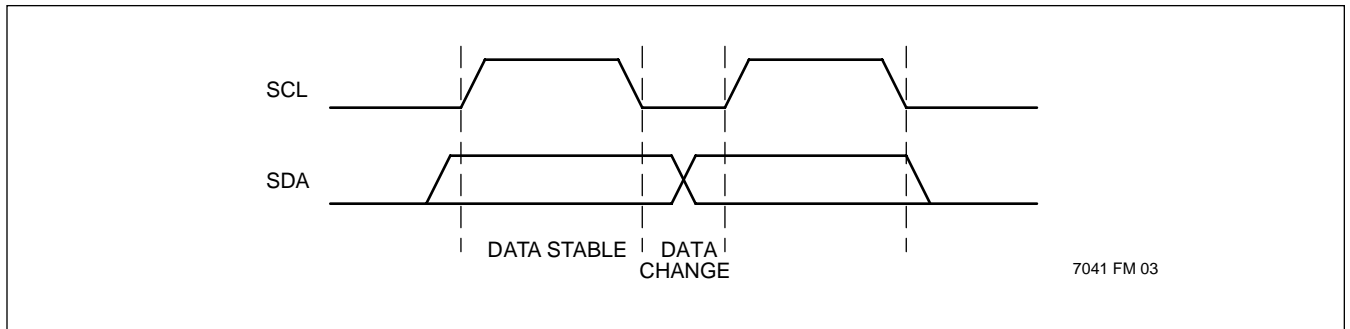 SCL
SDA
DATA STABLE
DATA
CHANGE
7041 FM 03